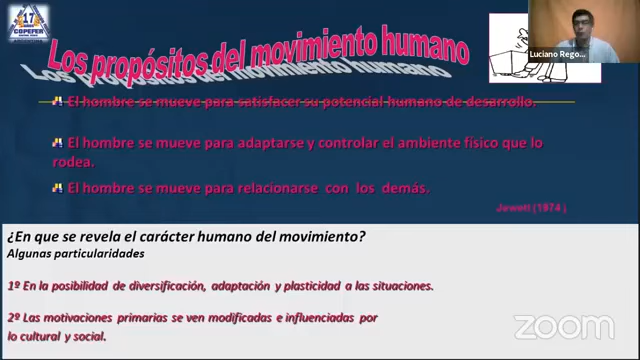 17
COPEFER
Los propósitos del movimiento humano
Luciano Rego...
El hombre se mueve para satisfacer su potencial humano de desarrollo.
El hombre se mueve para adaptarse y controlar el ambiente físico que lo
rodea.
El hombre se mueve para relacionarse con los demás.
Jewett (1974)
¿En que se revela el carácter humano del movimiento?
Algunas particularidades
1º En la posibilidad de diversificación, adaptación y plasticidad a las situaciones.
2º Las motivaciones primarias se ven modificadas e influenciadas por
lo cultural y social.
zoom